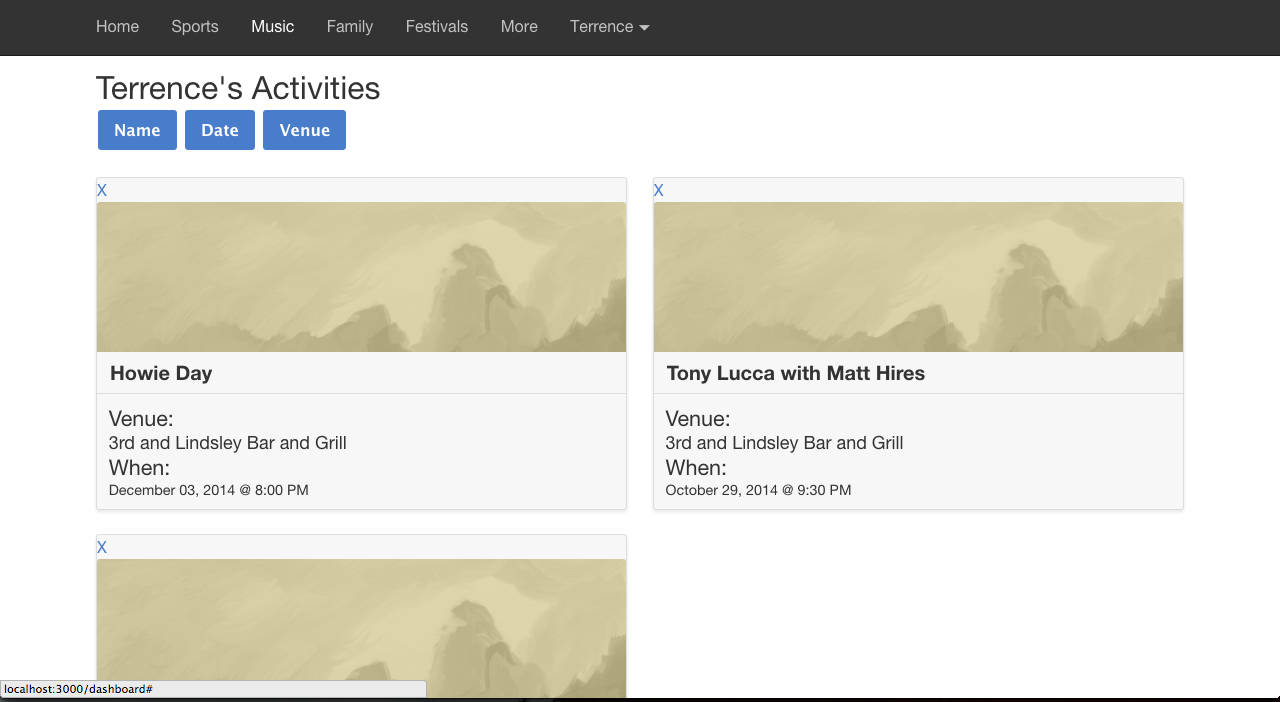 Home Sports Music Family Festivals More Terrence
Terrence's Activities
Name Date Venue
X
Howie Day
Venue:
3rd and Lindsley Bar and Grill
When:
December 03, 2014 @ 8:00 PM
X
Tony Lucca with Matt Hires
Venue:
3rd and Lindsley Bar and Grill
When:
October 29, 2014 @ 9:30 PM
X
localhost:3000/dashboard#